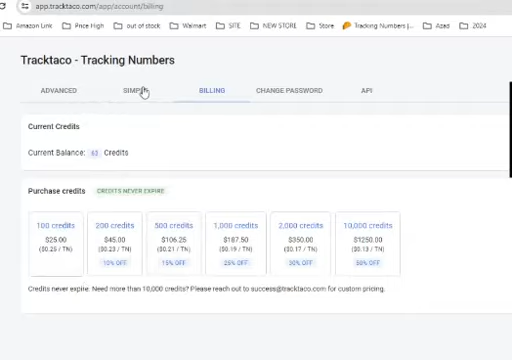 app.tracktaco.com/app/account/billing
Amazon Link Price High out of stock Walmart SITE NEW STORE Store Tracking Numbers |... Azad 2024
Tracktaco - Tracking Numbers
ADVANCED BILLING CHANGE PASSWORD API
Current Credits
Current Balance: 63 Credits
Purchase credits CREDITS NEVER EXPIRE
100 credits 200 credits 500 credits 1,000 credits 2,000 credits 10,000 credits
$25.00 $45.00 $106.25 $187.50 $350.00 $1250.00
($0.25 / TN) ($0.23 / TN) ($0.21 / TN) ($0.19 / TN) ($0.17 / TN) ($0.13 / TN)
10% OFF 15% OFF 25% OFF 30% OFF 50% OFF
Credits never expire. Need more than 10,000 credits? Please reach out to success@tracktaco.com for custom pricing.